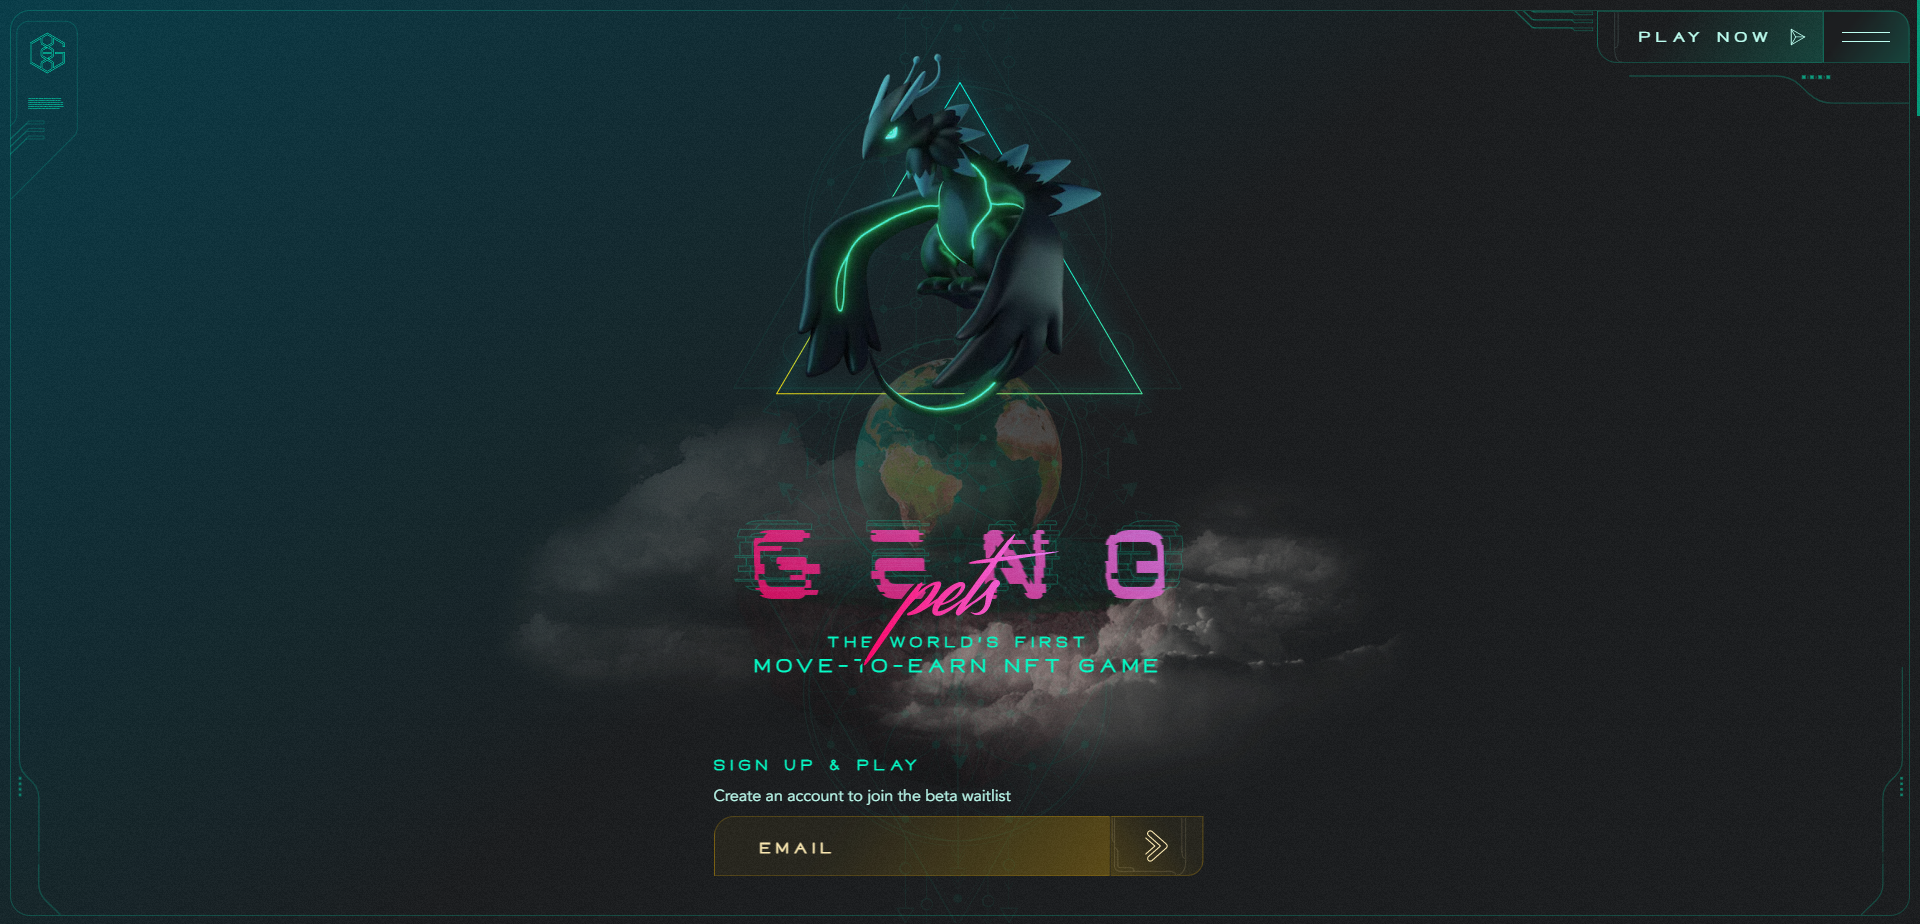 PLAY NOW
GENO
pets
THE WORLD'S FIRST
MOVE-TO-EARN NFT GAME
SIGN UP & PLAY
Create an account to join the beta waitlist
EMAIL